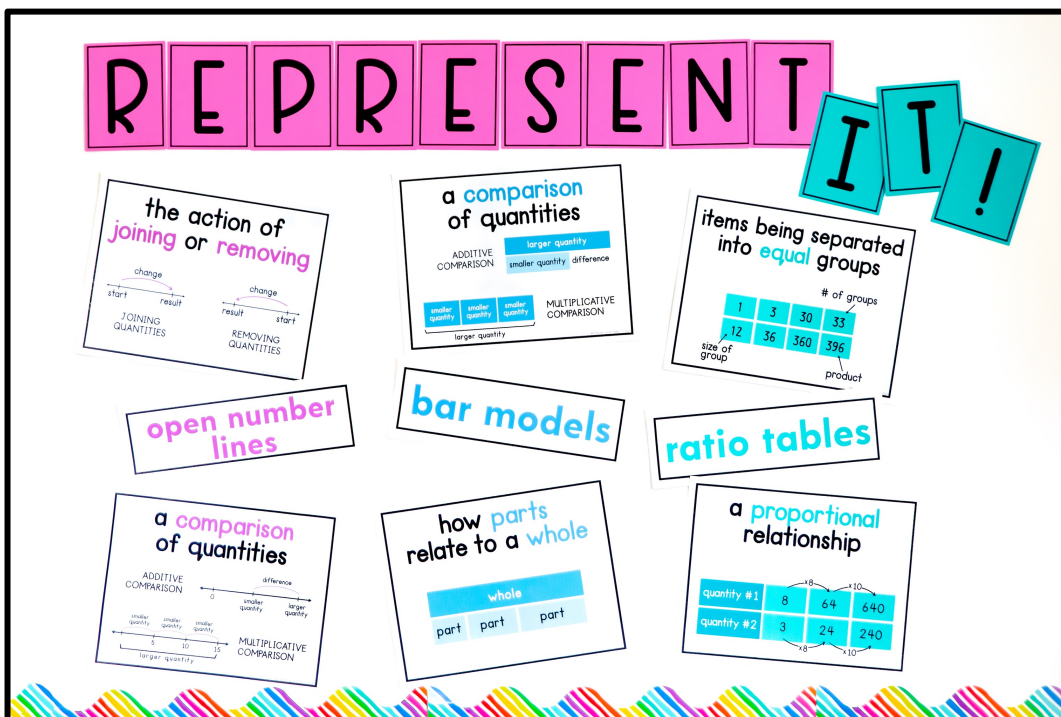 REPRESENT
IT!
the action of
joining or removing
change
start
result
JOINING
QUANTITIES
change
result
start
REMOVING
QUANTITIES
a comparison
of quantities
ADDITIVE
COMPARISON
larger quantity
smaller quantity
difference
smaller
quantity
smaller
quantity
smaller
quantity
larger quantity
MULTIPLICATIVE
COMPARISON
items being separated
into equal groups
# of groups
1 3 30 33
12 36 360 396
size of
group
product
open number
lines
bar models
ratio tables
a comparison
of quantities
ADDITIVE
COMPARISON
difference
0
smaller
quantity
larger
quantity
smaller
quantity
smaller
quantity
smaller
quantity
5 10 15
larger quantity
MULTIPLICATIVE
COMPARISON
how parts
relate to a whole
whole
part part part
a proportional
relationship
x8 x10
quantity #1 8 64 640
quantity #2 3 24 240
x8 x10